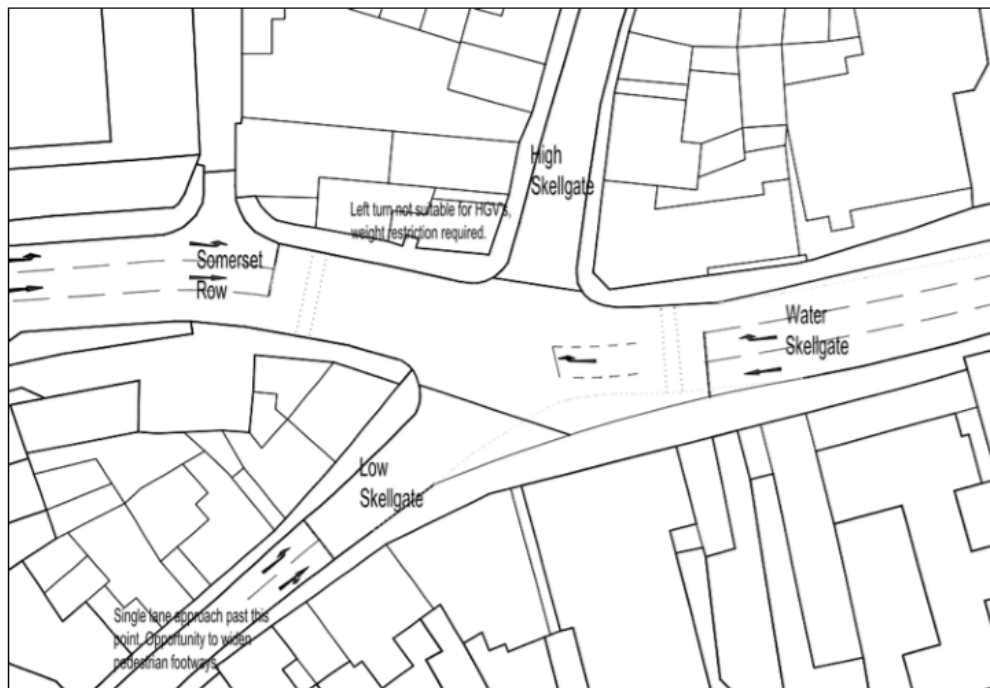 High
Skellgate
Left turn not suitable for HGV's,
weight restriction required.
Somerset
Row
Water
Skellgate
Low
Skellgate
Single lane approach past this
point. Opportunity to widen
pedestrian footways.